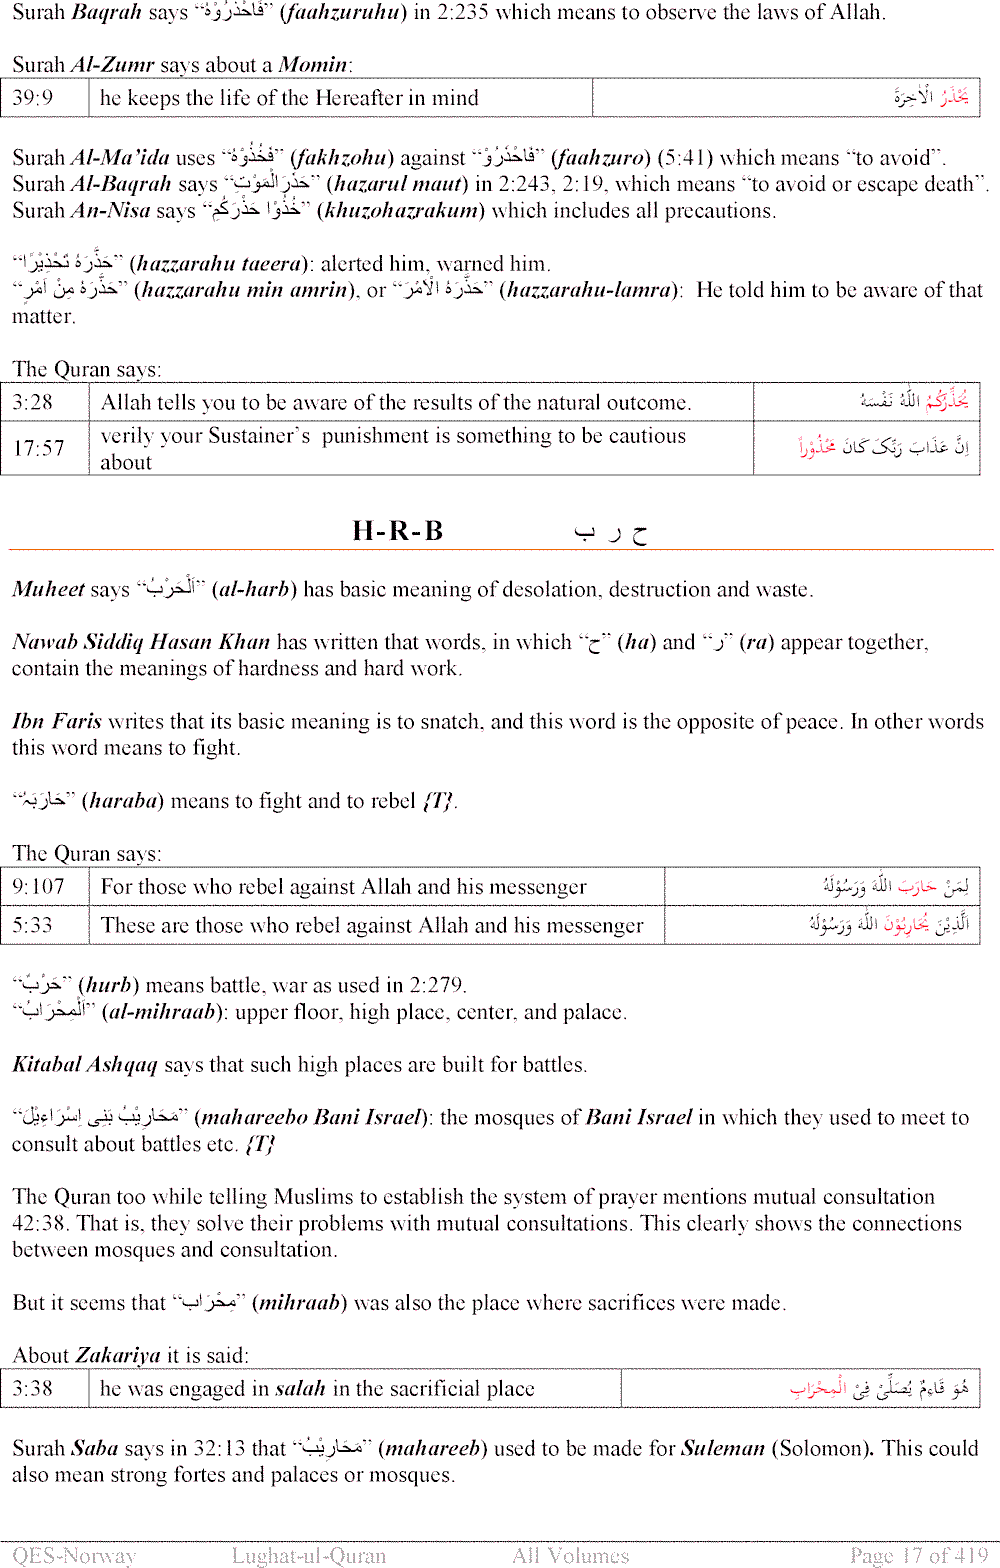 Surah Baqrah says “فَاحْذَرُوْهُ” (faahzuruhu) in 2:235 which means to observe the laws of Allah.
Surah Al-Zumr says about a Momin:
39:9 he keeps the life of the Hereafter in mind يَحْذَرُ الْاٰخِرَةَ
Surah Al-Ma’ida uses “فَخُذُوْهُ” (fakhzohu) against “فَاحْذَرُوْ” (faahzuro) (5:41) which means “to avoid”.
Surah Al-Baqrah says “حَذَرَالْمَوْتِ” (hazarul maut) in 2:243, 2:19, which means “to avoid or escape death”.
Surah An-Nisa says “خُذُوْا حَذْرَكُمِ” (khuzohazrakum) which includes all precautions.
“حَذَّرَهُ تَحْذِيْرًا” (hazzarahu taeera): alerted him, warned him.
“حَذَّرَهُ مِنْ اَمْرٍ” (hazzarahu min amrin), or “حَذَّرَهُ الْاَمْرَ” (hazzarahu-lamra): He told him to be aware of that
matter.
The Quran says:
3:28 Allah tells you to be aware of the results of the natural outcome. يُحَذِّرُكُمُ اللّٰهُ نَفْسَهُ
17:57 verily your Sustainer’s punishment is something to be cautious
about اِنَّ عَذَابَ رَبِّکَ كَانَ مَحْذُوْراً
H-R-B ح ر ب
Muheet says “اَلْحَرْبُ” (al-harb) has basic meaning of desolation, destruction and waste.
Nawab Siddiq Hasan Khan has written that words, in which “ح” (ha) and “ر” (ra) appear together,
contain the meanings of hardness and hard work.
Ibn Faris writes that its basic meaning is to snatch, and this word is the opposite of peace. In other words
this word means to fight.
“حَارَبَہٗ” (haraba) means to fight and to rebel {T}.
The Quran says:
9:107 For those who rebel against Allah and his messenger لِمَنْ حَارَبَ اللّٰهَ وَرَسُوْلَهُ
5:33 These are those who rebel against Allah and his messenger الَّذِيْنَ يُحَارِبُوْنَ اللّٰهَ وَرَسُوْلَهُ
“حَرْبٌ” (hurb) means battle, war as used in 2:279.
“اَلْمِحْرَابُ” (al-mihraab): upper floor, high place, center, and palace.
Kitabal Ashqaq says that such high places are built for battles.
“مَحَارِيْبُ بَنِی اِسْرَاءِيْلَ” (mahareebo Bani Israel): the mosques of Bani Israel in which they used to meet to
consult about battles etc. {T}
The Quran too while telling Muslims to establish the system of prayer mentions mutual consultation
42:38. That is, they solve their problems with mutual consultations. This clearly shows the connections
between mosques and consultation.
But it seems that “مِحْرَاب” (mihraab) was also the place where sacrifices were made.
About Zakariya it is said:
3:38 he was engaged in salah in the sacrificial place هُوَ قَاءِمٌ يُصَلِّيْ فِيْ الْمِحْرَابِ
Surah Saba says in 32:13 that “مَحَارِيْبُ” (mahareeb) used to be made for Suleman (Solomon). This could
also mean strong fortes and palaces or mosques.
QES-Norway Lughat-ul-Quran All Volumes Page 17 of 419